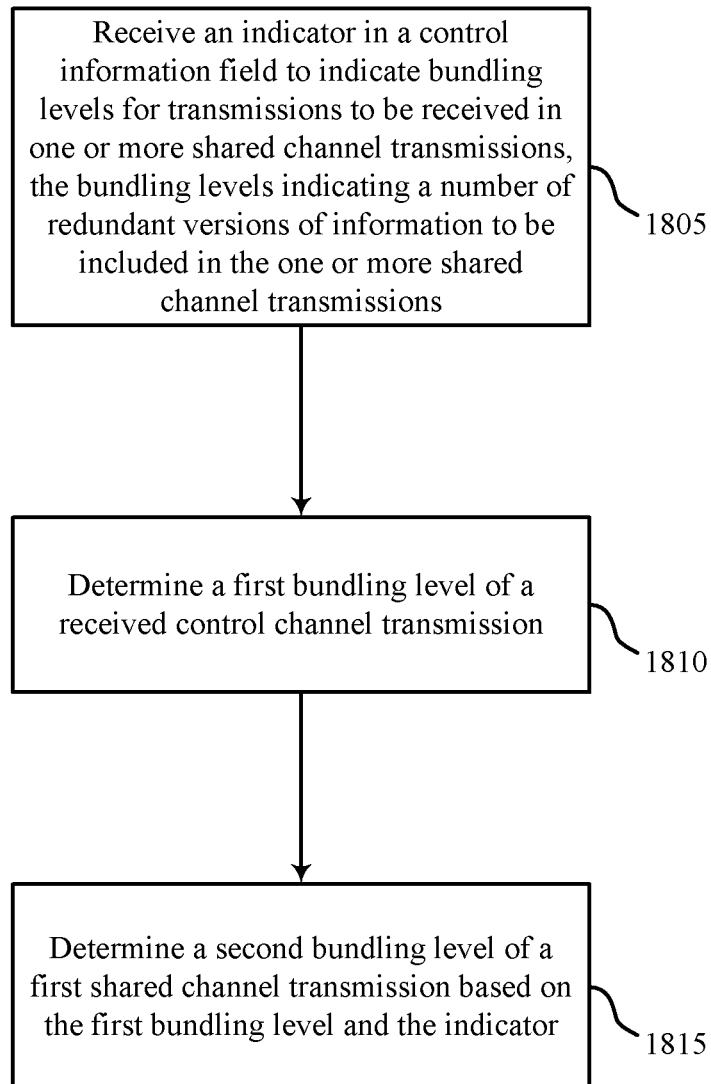 Receive an indicator in a control
information field to indicate bundling
levels for transmissions to be received in
one or more shared channel transmissions,
the bundling levels indicating a number of
redundant versions of information to be
included in the one or more shared
channel transmissions
1805
Determine a first bundling level of a
received control channel transmission
1810
Determine a second bundling level of a
first shared channel transmission based on
the first bundling level and the indicator
1815